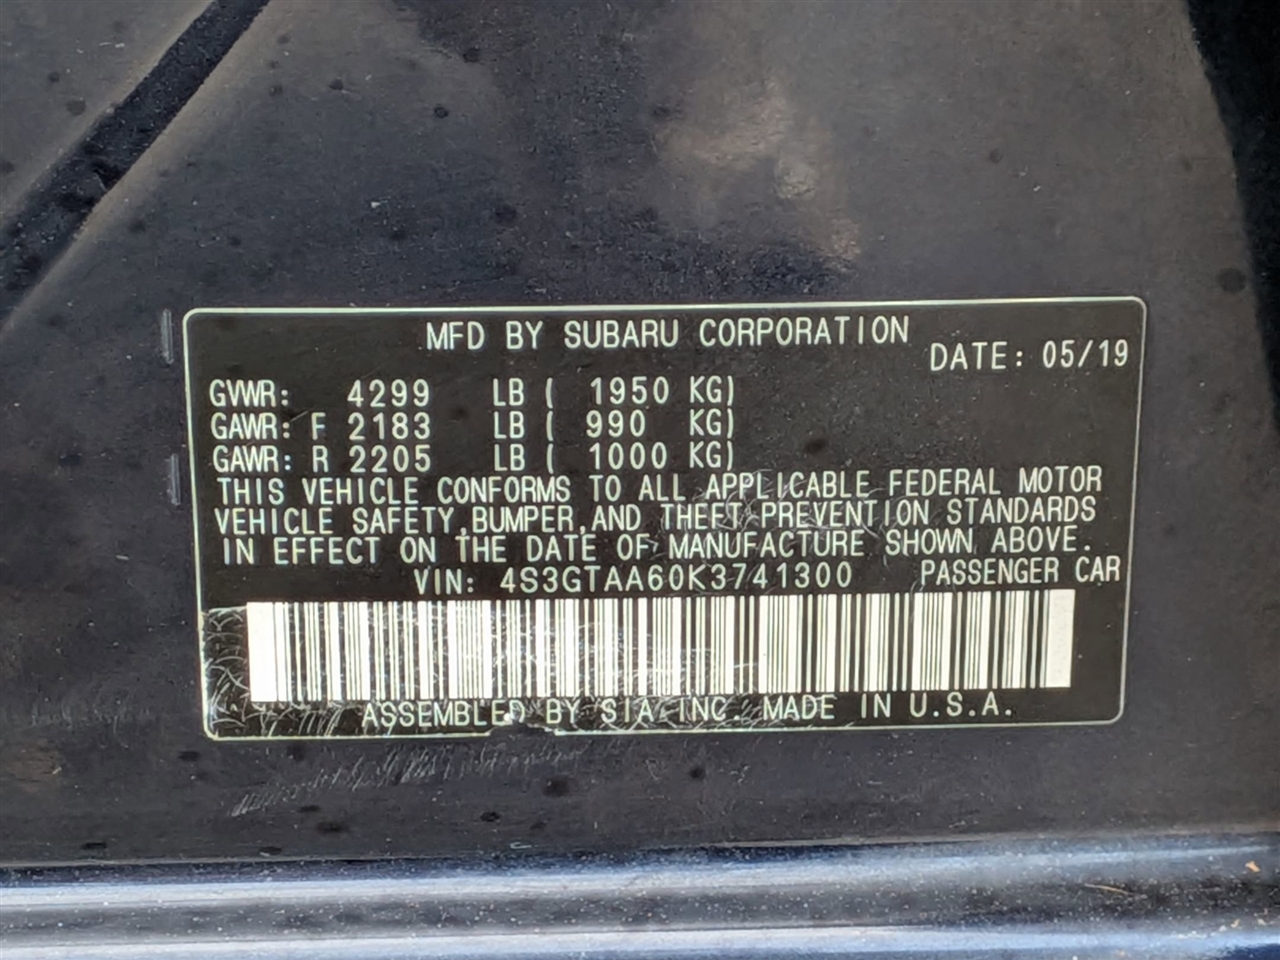 MFD BY SUBARU CORPORATION
DATE: 05/19
GVWR: 4299 LB ( 1950 KG)
GAWR: F 2183 LB ( 990 KG)
GAWR: R 2205 LB ( 1000 KG)
THIS VEHICLE CONFORMS TO ALL APPLICABLE FEDERAL MOTOR
VEHICLE SAFETY,BUMPER,AND THEFT PREVENTION STANDARDS
IN EFFECT ON THE DATE OF MANUFACTURE SHOWN ABOVE.
VIN: 4S3GTAA60K3741300 PASSENGER CAR
ASSEMBLED BY SIA,INC. MADE IN U.S.A.